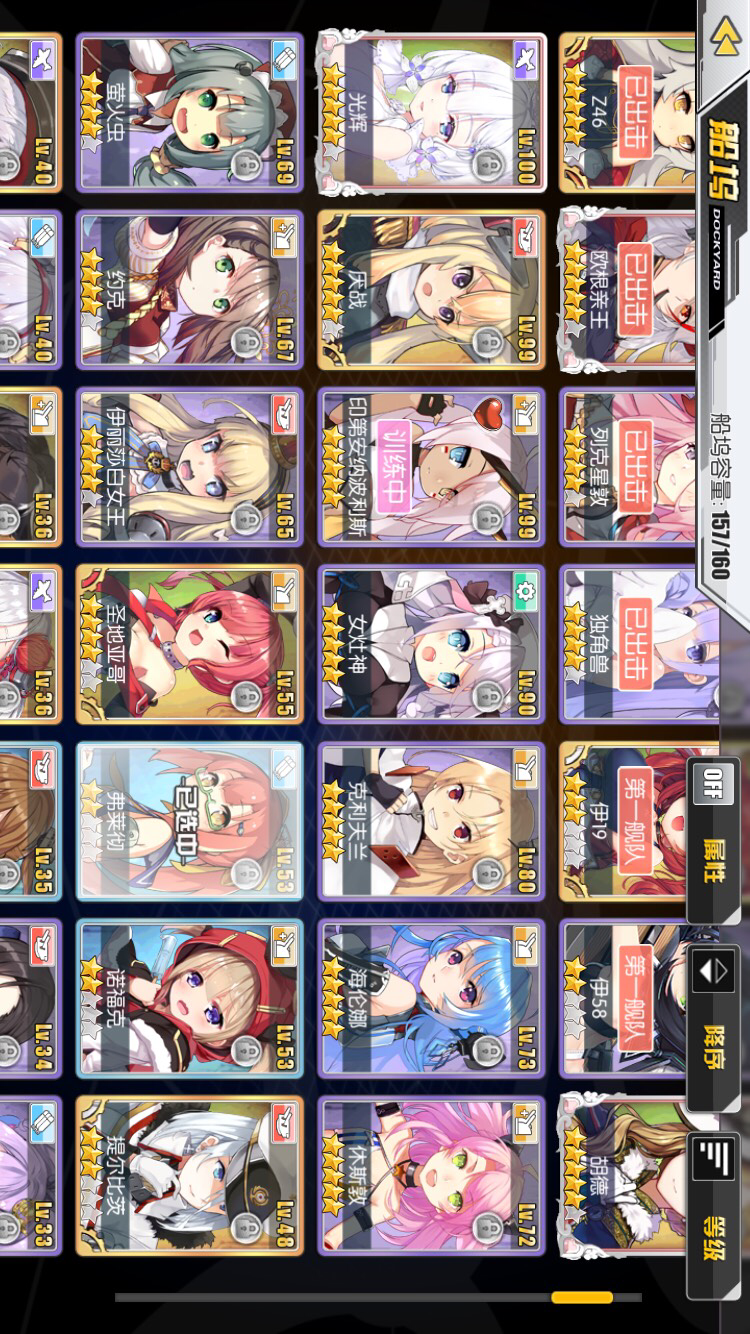 船坞
DOCKYARD
船坞容量:157/160
OFF
属性
降序
等级
已出击
Z46
已出击
欧根亲王
已出击
列克星敦
已出击
独角兽
第一舰队
伊19
第一舰队
伊58
胡德
Lv.100
光辉
Lv.99
厌战
Lv.99
训练中
印第安纳波利斯
Lv.90
女灶神
Lv.80
克利夫兰
Lv.73
海伦娜
Lv.72
休斯敦
Lv.69
萤火虫
Lv.67
约克
Lv.65
伊丽莎白女王
Lv.55
圣地亚哥
Lv.53
已选中
弗莱彻
Lv.53
诺福克
Lv.48
提尔比茨
Lv.40
Lv.40
Lv.36
Lv.36
Lv.35
Lv.34
Lv.33